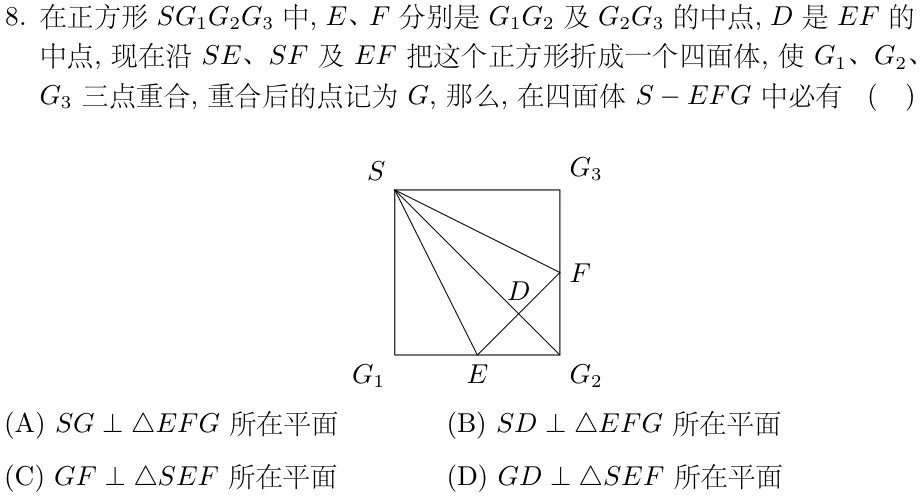 8. 在正方形 SG₁G₂G₃ 中, E、F 分别是 G₁G₂ 及 G₂G₃ 的中点, D 是 EF 的
中点, 现在沿 SE、SF 及 EF 把这个正方形折成一个四面体, 使 G₁、G₂、
G₃ 三点重合, 重合后的点记为 G, 那么, 在四面体 S − EFG 中必有 ( )
S
G₃
F
D
G₁
E
G₂
(A) SG ⊥ △EFG 所在平面
(B) SD ⊥ △EFG 所在平面
(C) GF ⊥ △SEF 所在平面
(D) GD ⊥ △SEF 所在平面